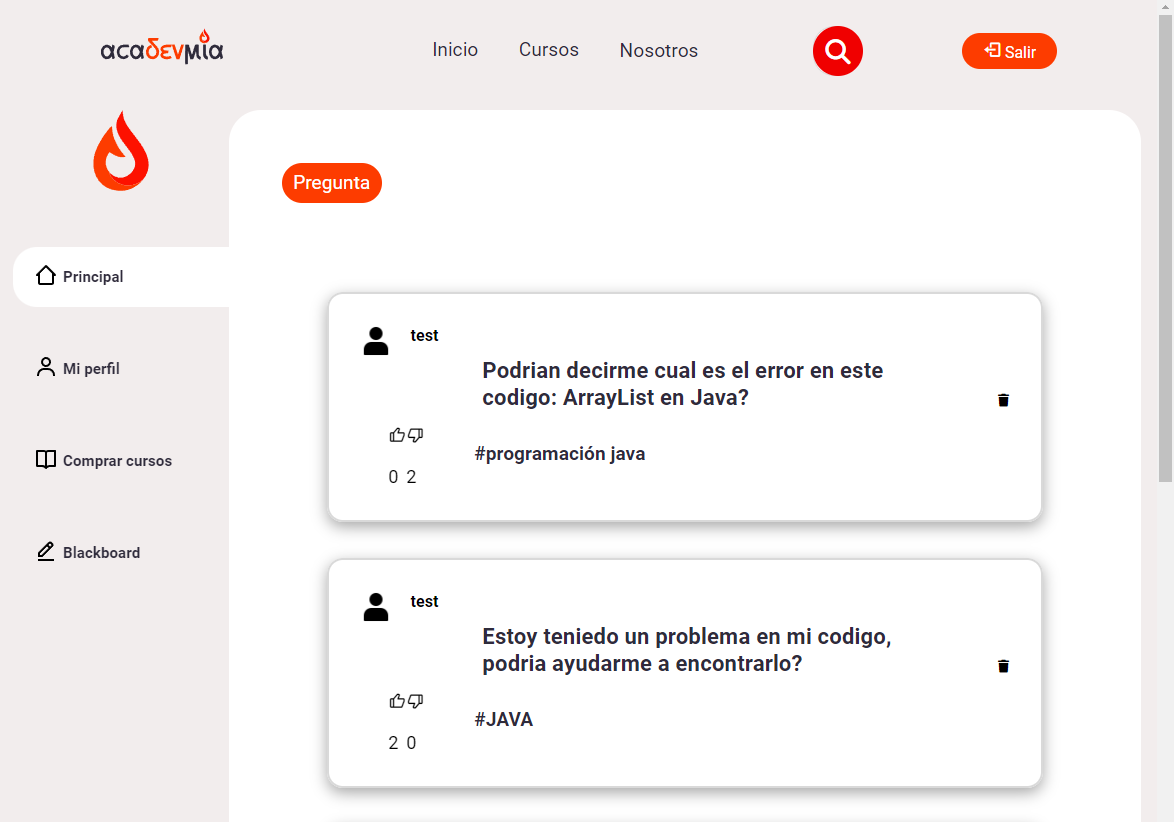 acaδενmia
Inicio
Cursos
Nosotros
Salir
Pregunta
Principal
Mi perfil
Comprar cursos
Blackboard
test
Podrian decirme cual es el error en este
codigo: ArrayList en Java?
#programación java
0 2
test
Estoy teniedo un problema en mi codigo,
podria ayudarme a encontrarlo?
#JAVA
2 0